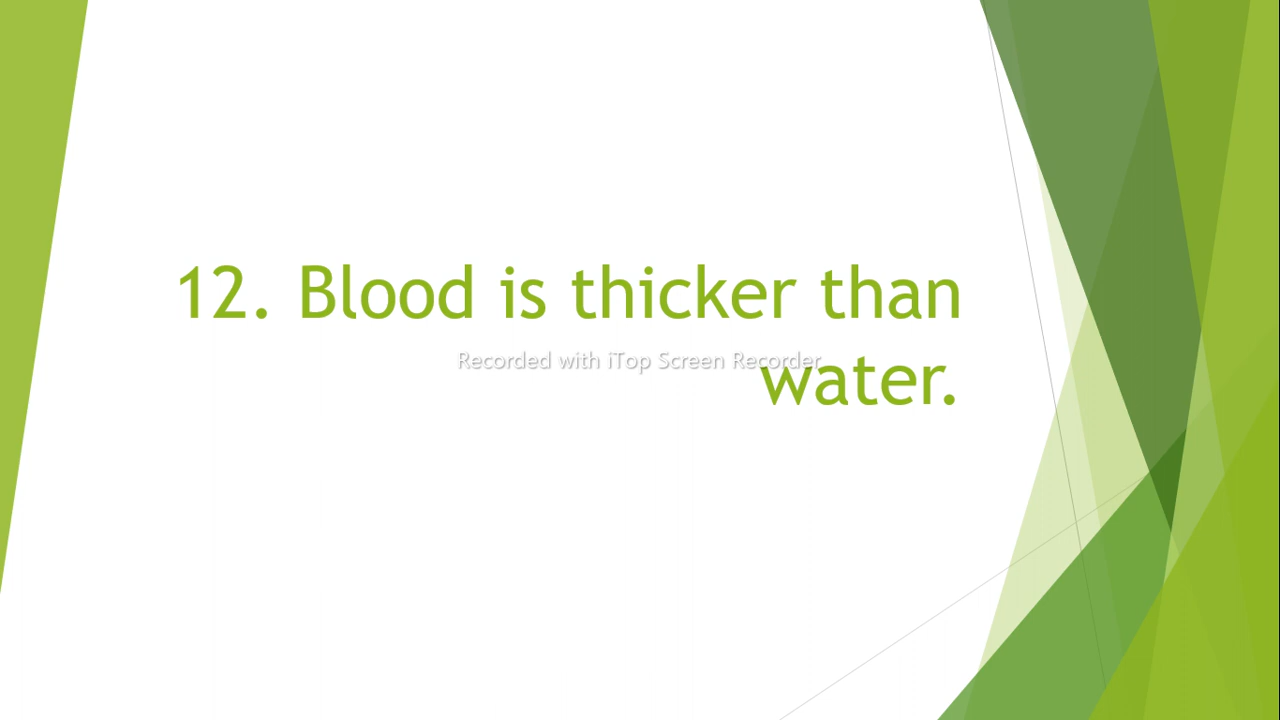 12. Blood is thicker than
Recorded with iTop Screen Recorder
water.